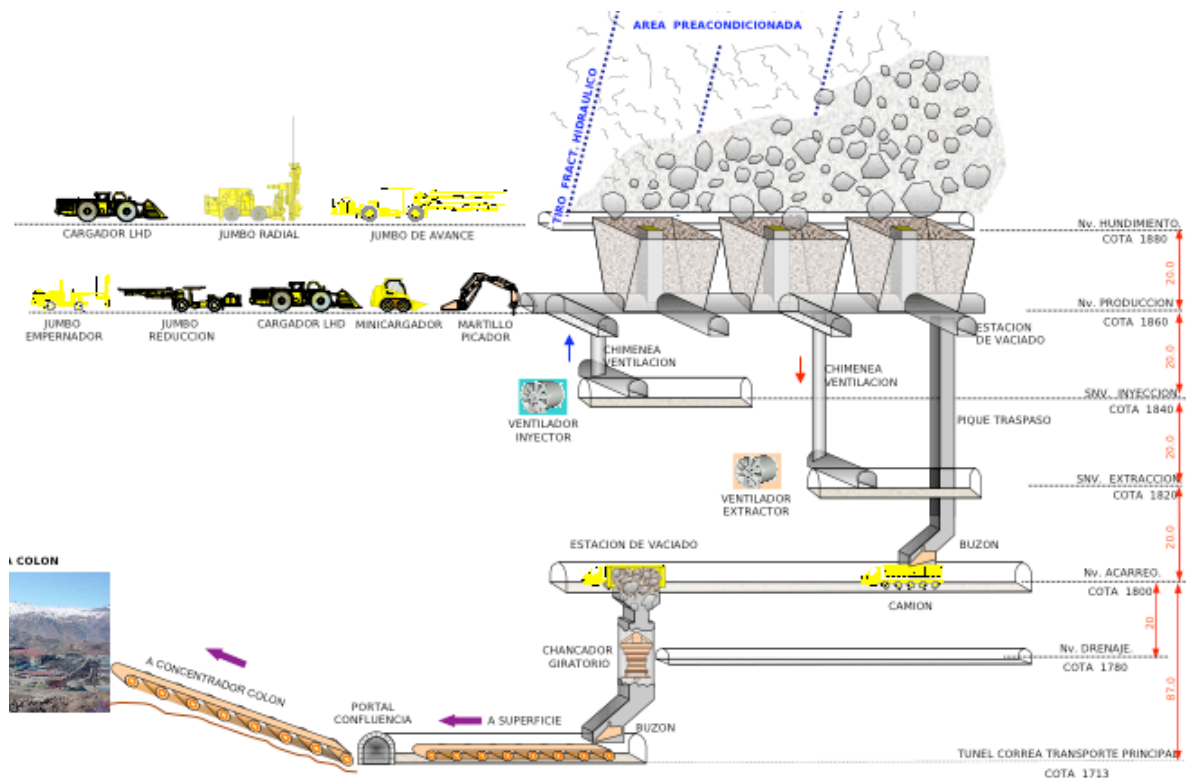 AREA PREACONDICIONADA
TIRO FRACT. HIDRAULICO
CARGADOR LHD
JUMBO RADIAL
JUMBO DE AVANCE
Nv. HUNDIMIENTO.
COTA 1880
20.0
JUMBO
EMPERNADOR
JUMBO
REDUCCION
CARGADOR LHD
MINICARGADOR
MARTILLO
PICADOR
Nv. PRODUCCION
COTA 1860
ESTACION
DE VACIADO
20.0
CHIMENEA
VENTILACION
CHIMENEA
VENTILACION
VENTILADOR
INYECTOR
SNV. INYECCION
COTA 1840
PIQUE TRASPASO
20.0
VENTILADOR
EXTRACTOR
SNV. EXTRACCION
COTA 1820
20.0
ESTACION DE VACIADO
BUZON
Nv. ACARREO.
COTA 1800
CAMION
A COLON
20
CHANCADOR
GIRATORIO
Nv. DRENAJE.
COTA 1780
87.0
A CONCENTRADOR COLON
PORTAL
CONFLUENCIA
A SUPERFICIE
BUZON
TUNEL CORREA TRANSPORTE PRINCIPAL
COTA 1713